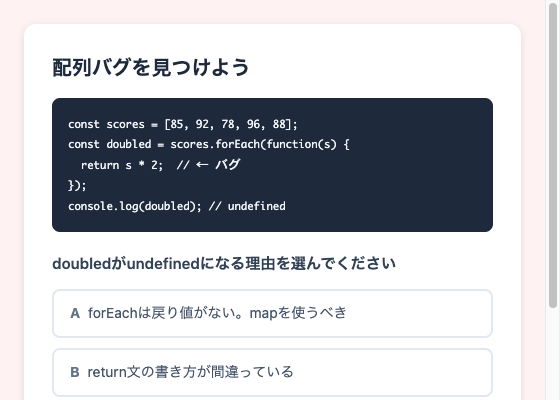 配列バグを見つけよう
const scores = [85, 92, 78, 96, 88];
const doubled = scores.forEach(function(s) {
  return s * 2;  // ← バグ
});
console.log(doubled); // undefined
doubledがundefinedになる理由を選んでください
A forEachは戻り値がない。mapを使うべき
B return文の書き方が間違っている